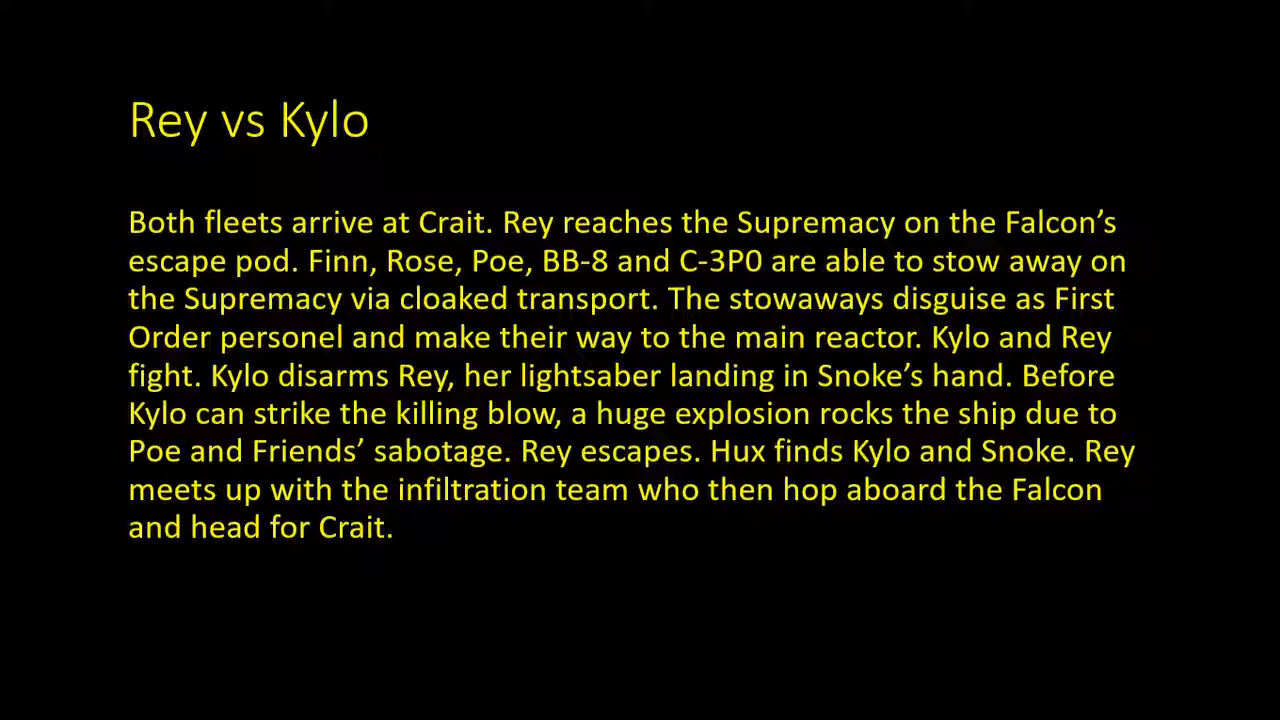 Rey vs Kylo
Both fleets arrive at Crait. Rey reaches the Supremacy on the Falcon’s
escape pod. Finn, Rose, Poe, BB-8 and C-3P0 are able to stow away on
the Supremacy via cloaked transport. The stowaways disguise as First
Order personel and make their way to the main reactor. Kylo and Rey
fight. Kylo disarms Rey, her lightsaber landing in Snoke’s hand. Before
Kylo can strike the killing blow, a huge explosion rocks the ship due to
Poe and Friends’ sabotage. Rey escapes. Hux finds Kylo and Snoke. Rey
meets up with the infiltration team who then hop aboard the Falcon
and head for Crait.